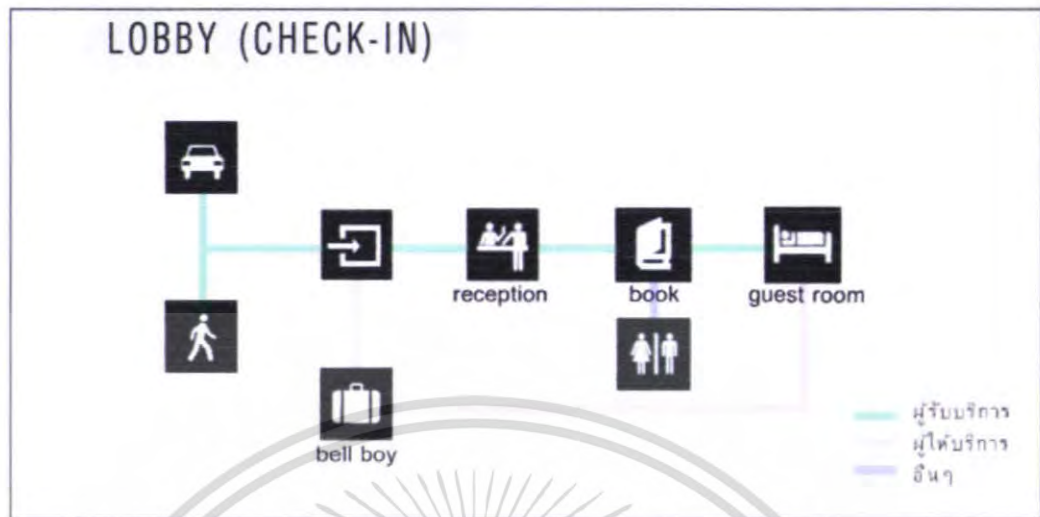 LOBBY (CHECK-IN)
reception
book
guest room
bell boy
ผู้รับบริการ
ผู้ให้บริการ
อื่นๆ